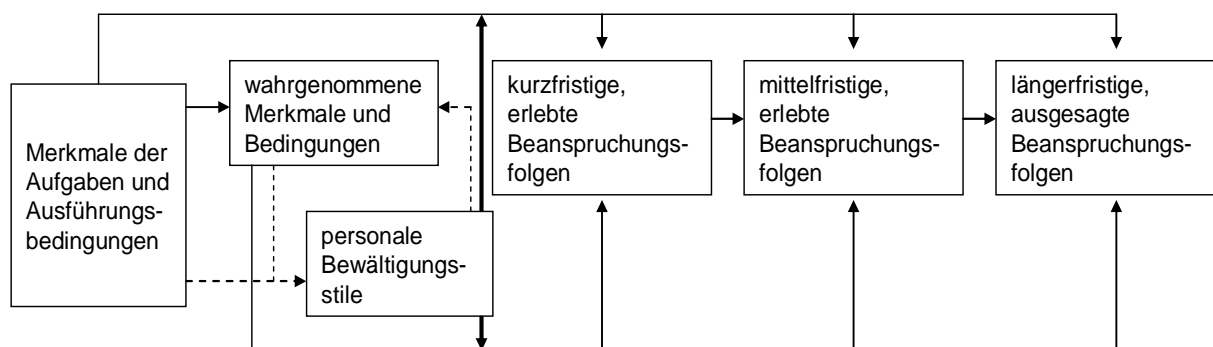 Merkmale der
Aufgaben und
Ausführungs-
bedingungen
wahrgenommene
Merkmale und
Bedingungen
personale
Bewältigungs-
stile
kurzfristige,
erlebte
Beanspruchungs-
folgen
mittelfristige,
erlebte
Beanspruchungs-
folgen
längerfristige,
ausgesagte
Beanspruchungs-
folgen